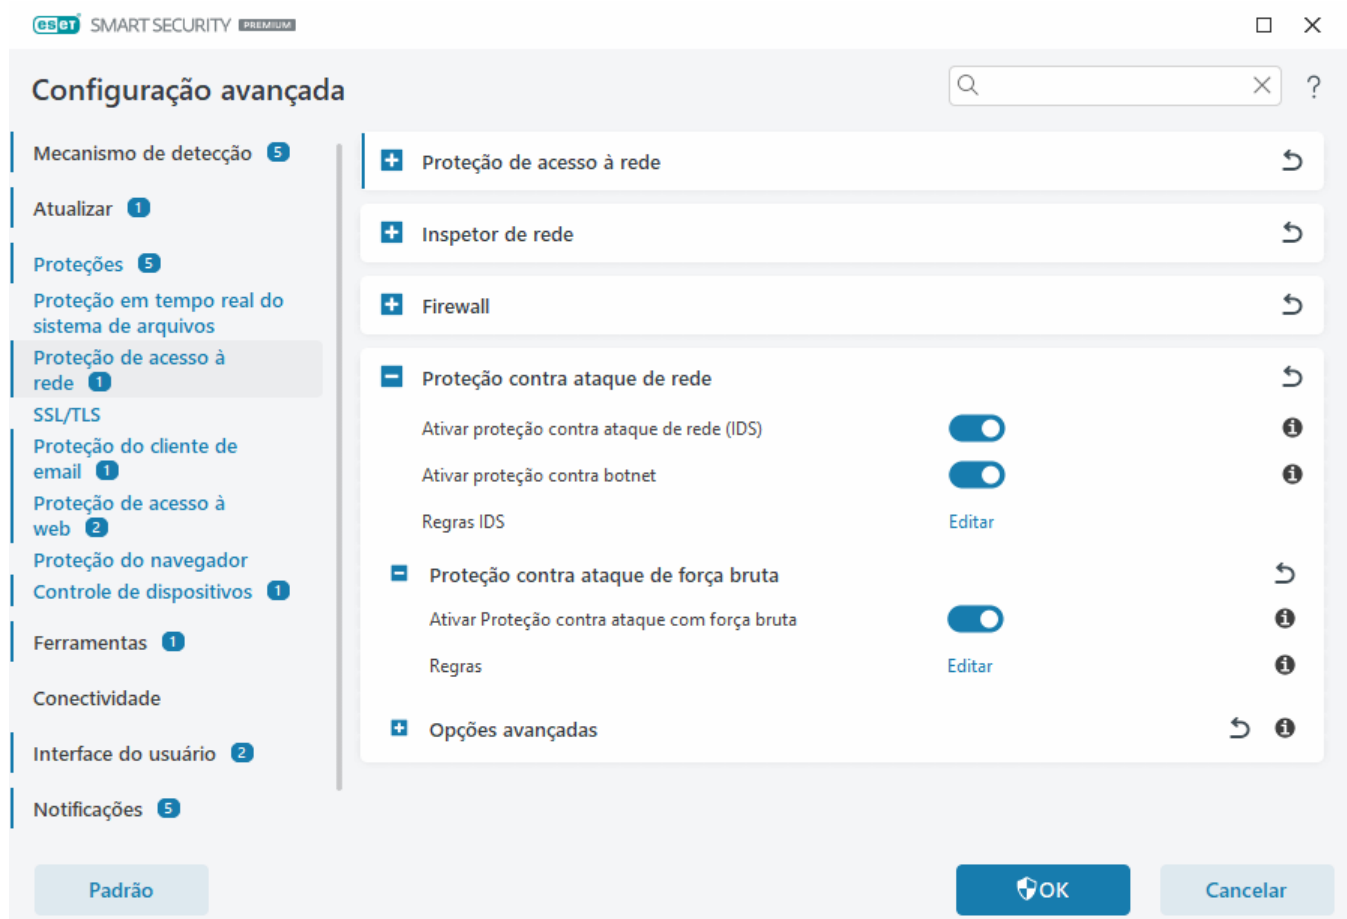 eset SMART SECURITY PREMIUM
Configuração avançada
?
Mecanismo de detecção 5
Atualizar 1
Proteções 5
Proteção em tempo real do
sistema de arquivos
Proteção de acesso à
rede 1
SSL/TLS
Proteção do cliente de
email 1
Proteção de acesso à
web 2
Proteção do navegador
Controle de dispositivos 1
Ferramentas 1
Conectividade
Interface do usuário 2
Notificações 5
Proteção de acesso à rede
Inspetor de rede
Firewall
Proteção contra ataque de rede
Ativar proteção contra ataque de rede (IDS)
Ativar proteção contra botnet
Regras IDS Editar
Proteção contra ataque de força bruta
Ativar Proteção contra ataque com força bruta
Regras Editar
Opções avançadas
Padrão
OK
Cancelar